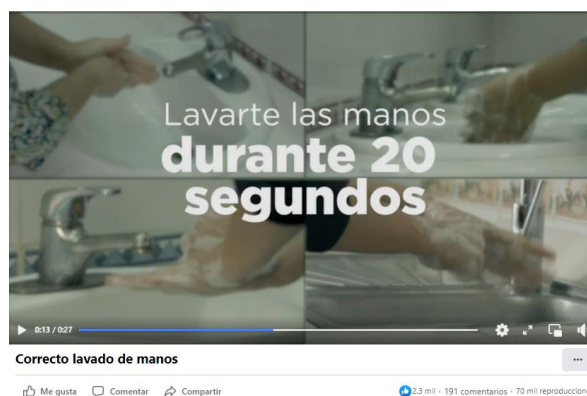 Lavarte las manos
durante 20
segundos
0:13 / 0:27
Correcto lavado de manos
Me gusta Comentar Compartir 2.3 mil · 191 comentarios · 70 mil